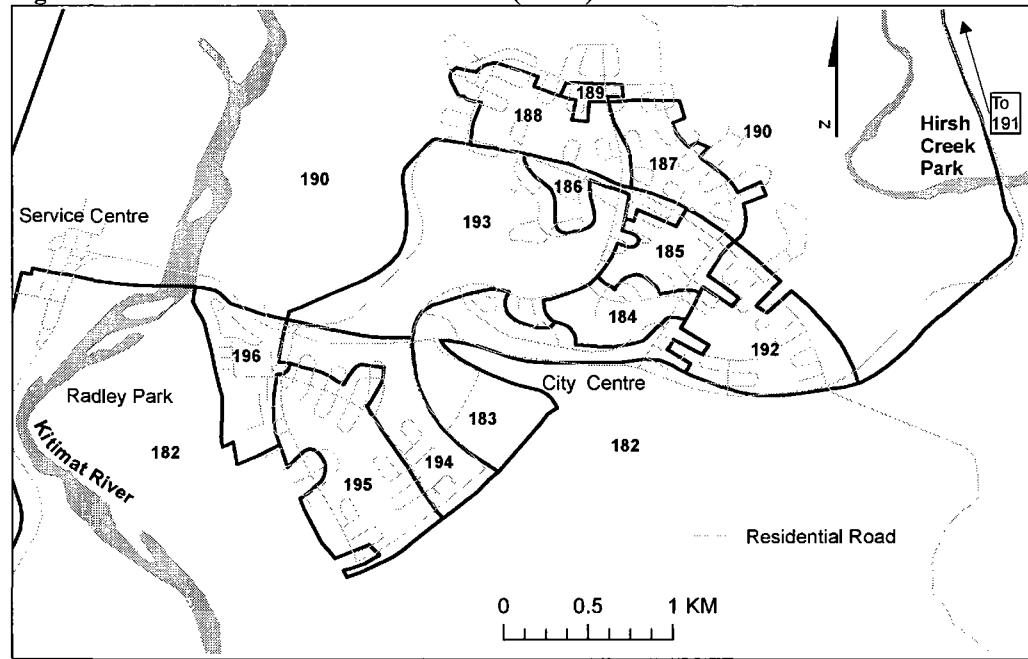 189
188
190
To
191
Hirsh
Creek
Park
N
187
190
186
193
Service Centre
185
184
196
192
Radley Park
City Centre
183
182
182
Kitimat River
194
195
Residential Road
0 0.5 1 KM